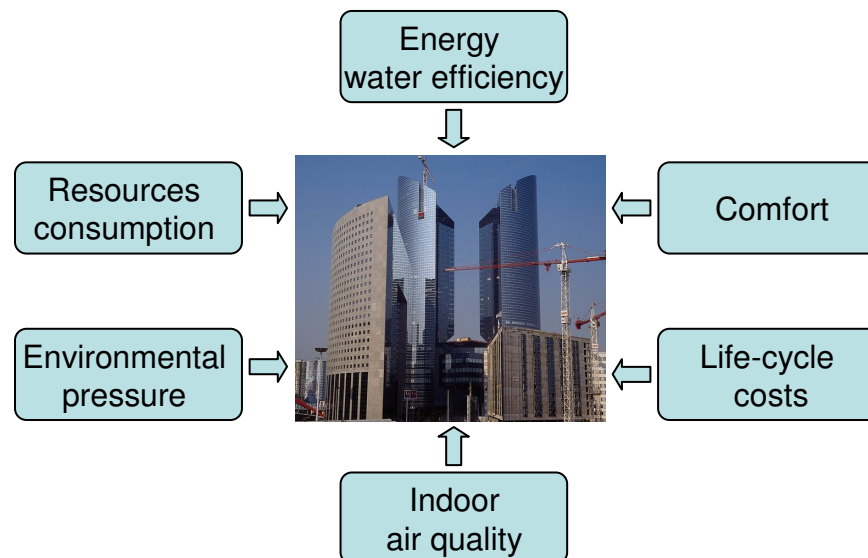 Energy
water efficiency
Resources
consumption
Comfort
Environmental
pressure
Life-cycle
costs
Indoor
air quality